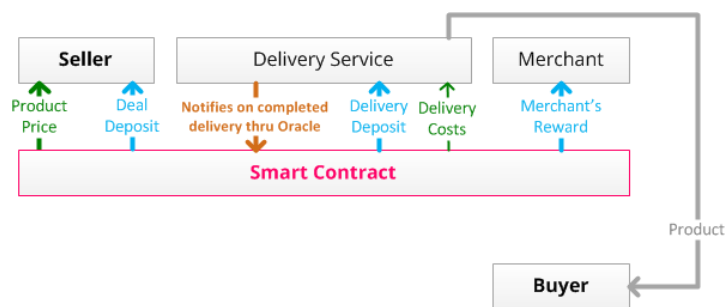 Seller
Delivery Service
Merchant
Product
Price
Deal
Deposit
Notifies on completed
delivery thru Oracle
Delivery
Deposit
Delivery
Costs
Merchant's
Reward
Smart Contract
Product
Buyer